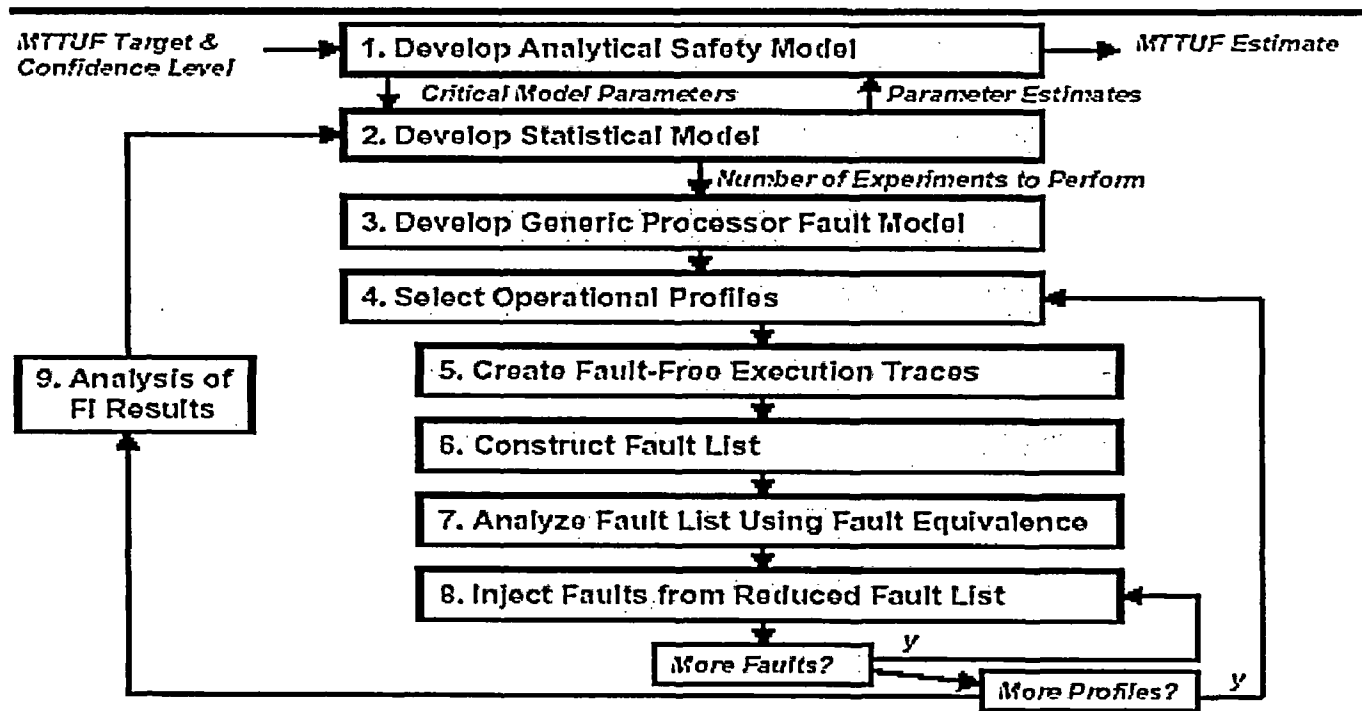 MTTUF Target &
Confidence Level
1. Develop Analytical Safety Model
MTTUF Estimate
Critical Model Parameters
Parameter Estimates
2. Develop Statistical Model
Number of Experiments to Perform
3. Develop Generic Processor Fault Model
4. Select Operational Profiles
5. Create Fault-Free Execution Traces
9. Analysis of
FI Results
6. Construct Fault List
7. Analyze Fault List Using Fault Equivalence
8. Inject Faults from Reduced Fault List
More Faults?
y
More Profiles?
y